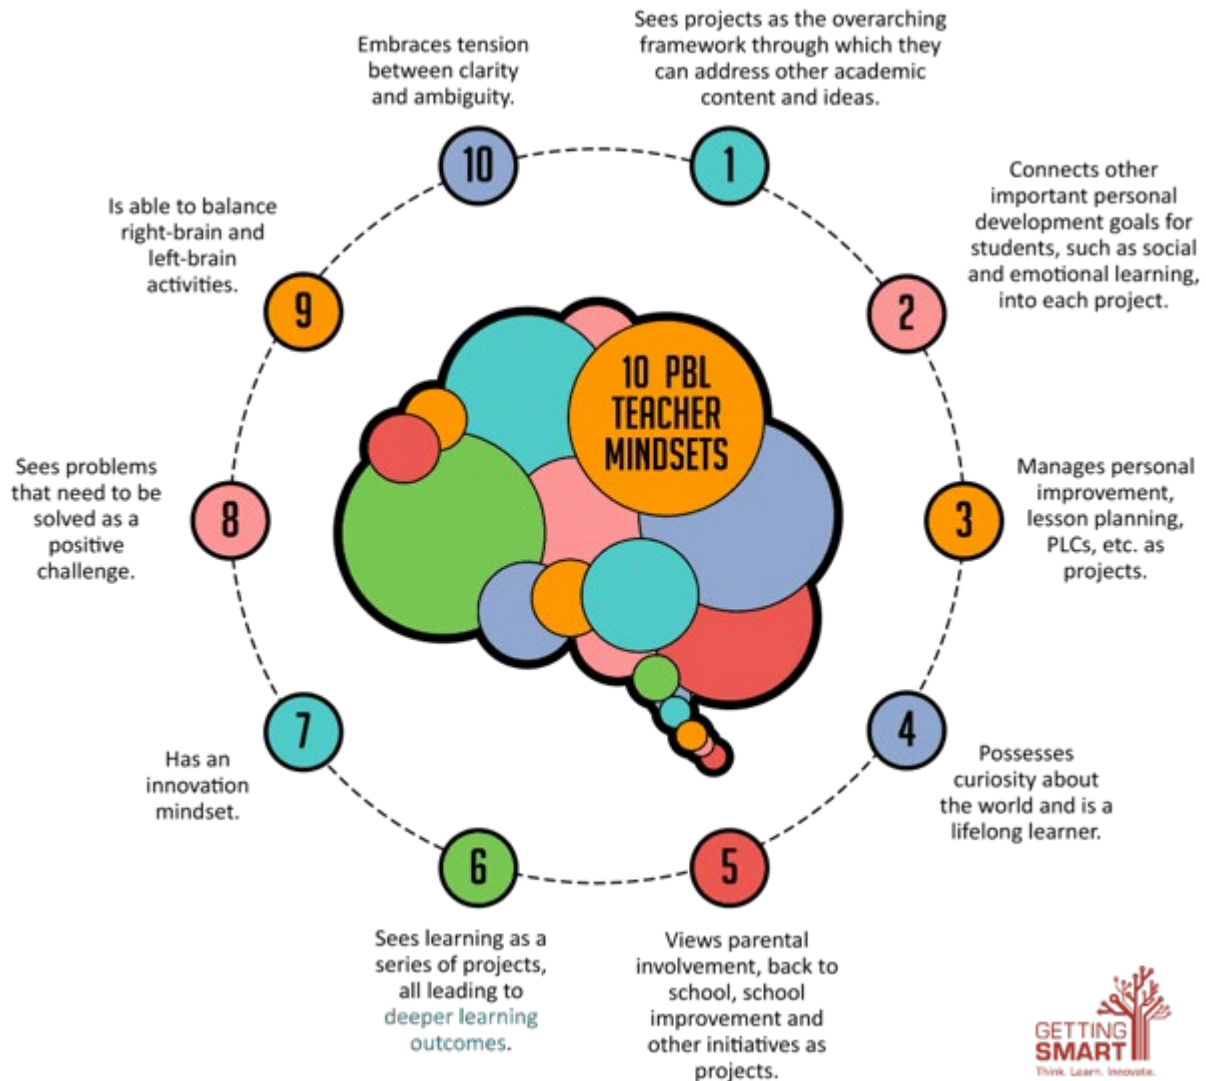 10 PBL
TEACHER
MINDSETS
1
Sees projects as the overarching
framework through which they
can address other academic
content and ideas.
2
Connects other
important personal
development goals for
students, such as social
and emotional learning,
into each project.
3
Manages personal
improvement,
lesson planning,
PLCs, etc. as
projects.
4
Possesses
curiosity about
the world and is a
lifelong learner.
5
Views parental
involvement, back to
school, school
improvement and
other initiatives as
projects.
6
Sees learning as a
series of projects,
all leading to
deeper learning
outcomes.
7
Has an
innovation
mindset.
8
Sees problems
that need to be
solved as a
positive
challenge.
9
Is able to balance
right-brain and
left-brain
activities.
10
Embraces tension
between clarity
and ambiguity.
GETTING
SMART
Think. Learn. Innovate.